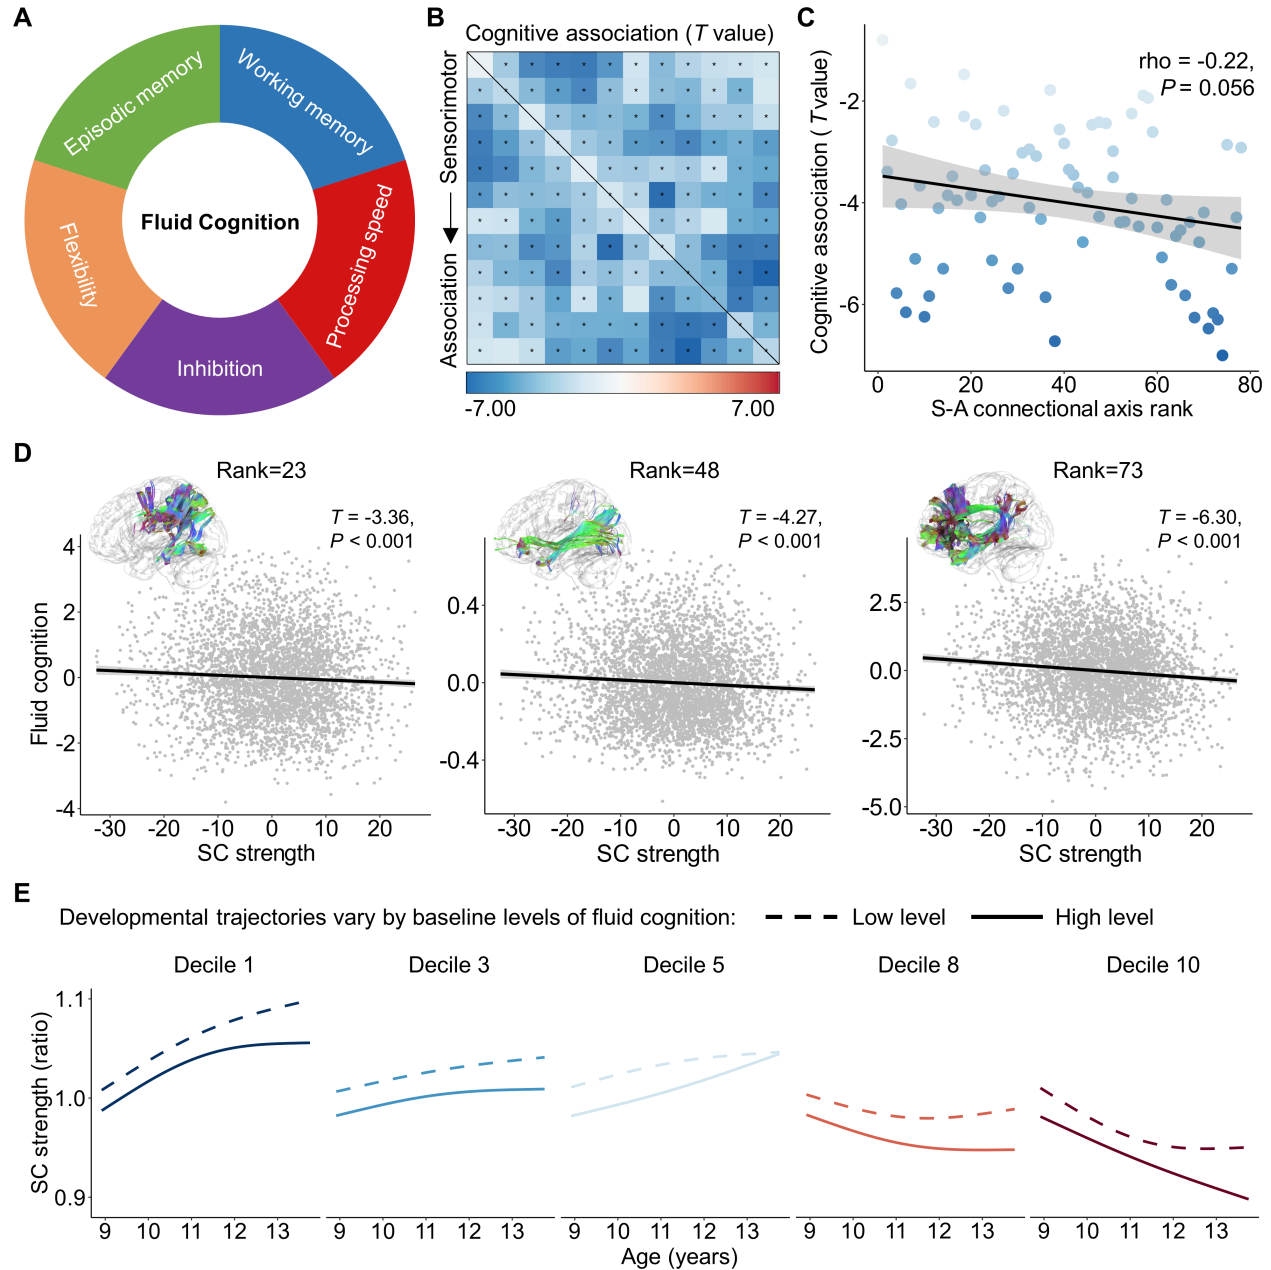 A
Episodic memory
Working memory
Flexibility
Fluid Cognition
Processing speed
Inhibition
B
Cognitive association (T value)
Sensorimotor
Association
-7.00
7.00
C
rho = -0.22,
P = 0.056
Cognitive association ( T value)
-2
-4
-6
0
20
40
60
80
S-A connectional axis rank
D
Rank=23
T = -3.36,
P < 0.001
Fluid cognition
4
2
0
-2
-4
-30
-20
-10
0
10
20
SC strength
Rank=48
T = -4.27,
P < 0.001
0.4
0.0
-0.4
-30
-20
-10
0
10
20
SC strength
Rank=73
T = -6.30,
P < 0.001
2.5
0.0
-2.5
-5.0
-30
-20
-10
0
10
20
SC strength
E
Developmental trajectories vary by baseline levels of fluid cognition:
Low level
High level
Decile 1
Decile 3
Decile 5
Decile 8
Decile 10
SC strength (ratio)
1.1
1.0
0.9
9 10 11 12 13
9 10 11 12 13
9 10 11 12 13
9 10 11 12 13
9 10 11 12 13
Age (years)